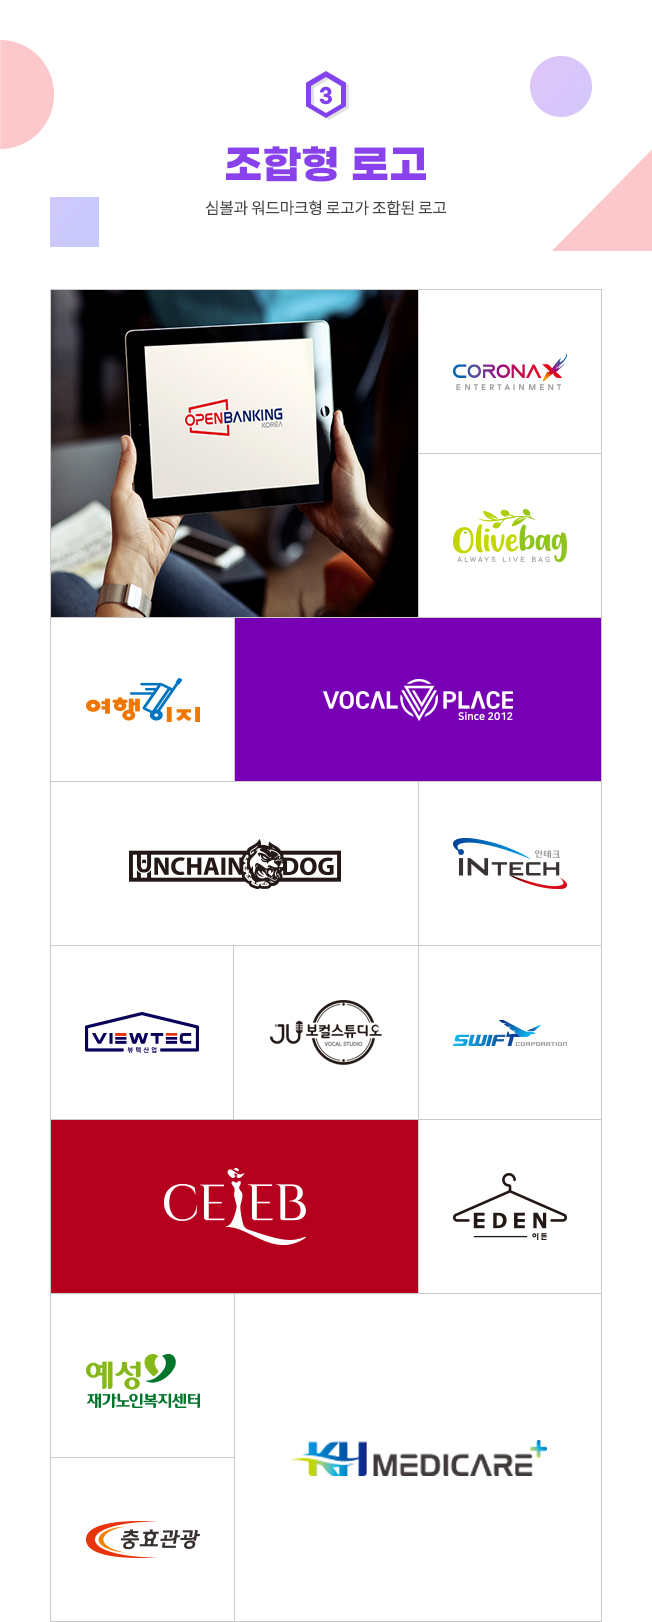 3
조합형 로고
심볼과 워드마크형 로고가 조합된 로고
OPENBANKING
KOREA
CORONAX
ENTERTAINMENT
Olivebag
ALWAYS LIVE BAG
여행킹지
VOCAL PLACE
Since 2012
UNCHAIN DOG
인테크
INTECH
VIEWTEC
뷰텍산업
JU 보컬스튜디오
VOCAL STUDIO
SWIFT
CORPORATION
CELEB
EDEN
이든
예성
재가노인복지센터
KH MEDICARE+
충효관광